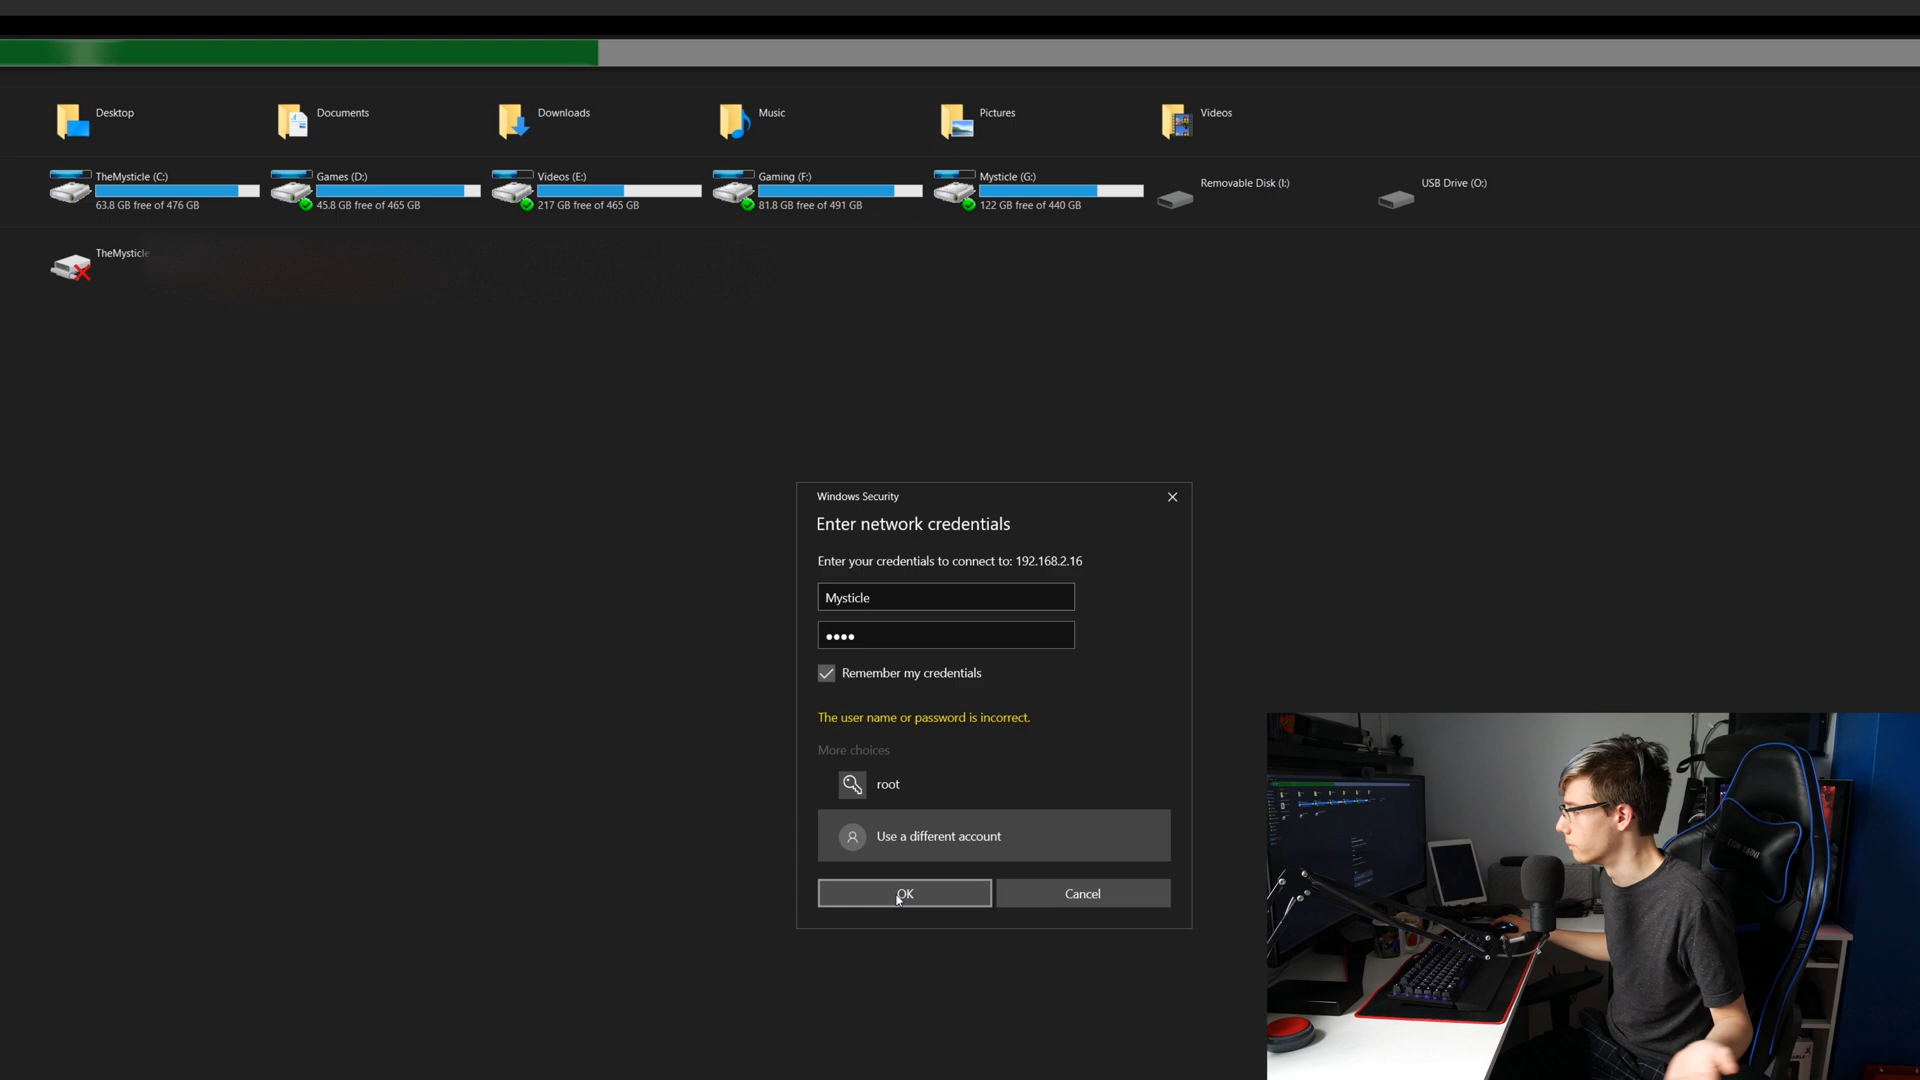 Desktop
Documents
Downloads
Music
Pictures
Videos
TheMysticle (C:)
63.8 GB free of 476 GB
Games (D:)
45.8 GB free of 465 GB
Videos (E:)
217 GB free of 465 GB
Gaming (F:)
81.8 GB free of 491 GB
Mysticle (G:)
122 GB free of 440 GB
Removable Disk (I:)
USB Drive (O:)
TheMysticle
Windows Security
Enter network credentials
Enter your credentials to connect to: 192.168.2.16
Mysticle
Remember my credentials
The user name or password is incorrect.
More choices
root
Use a different account
OK
Cancel